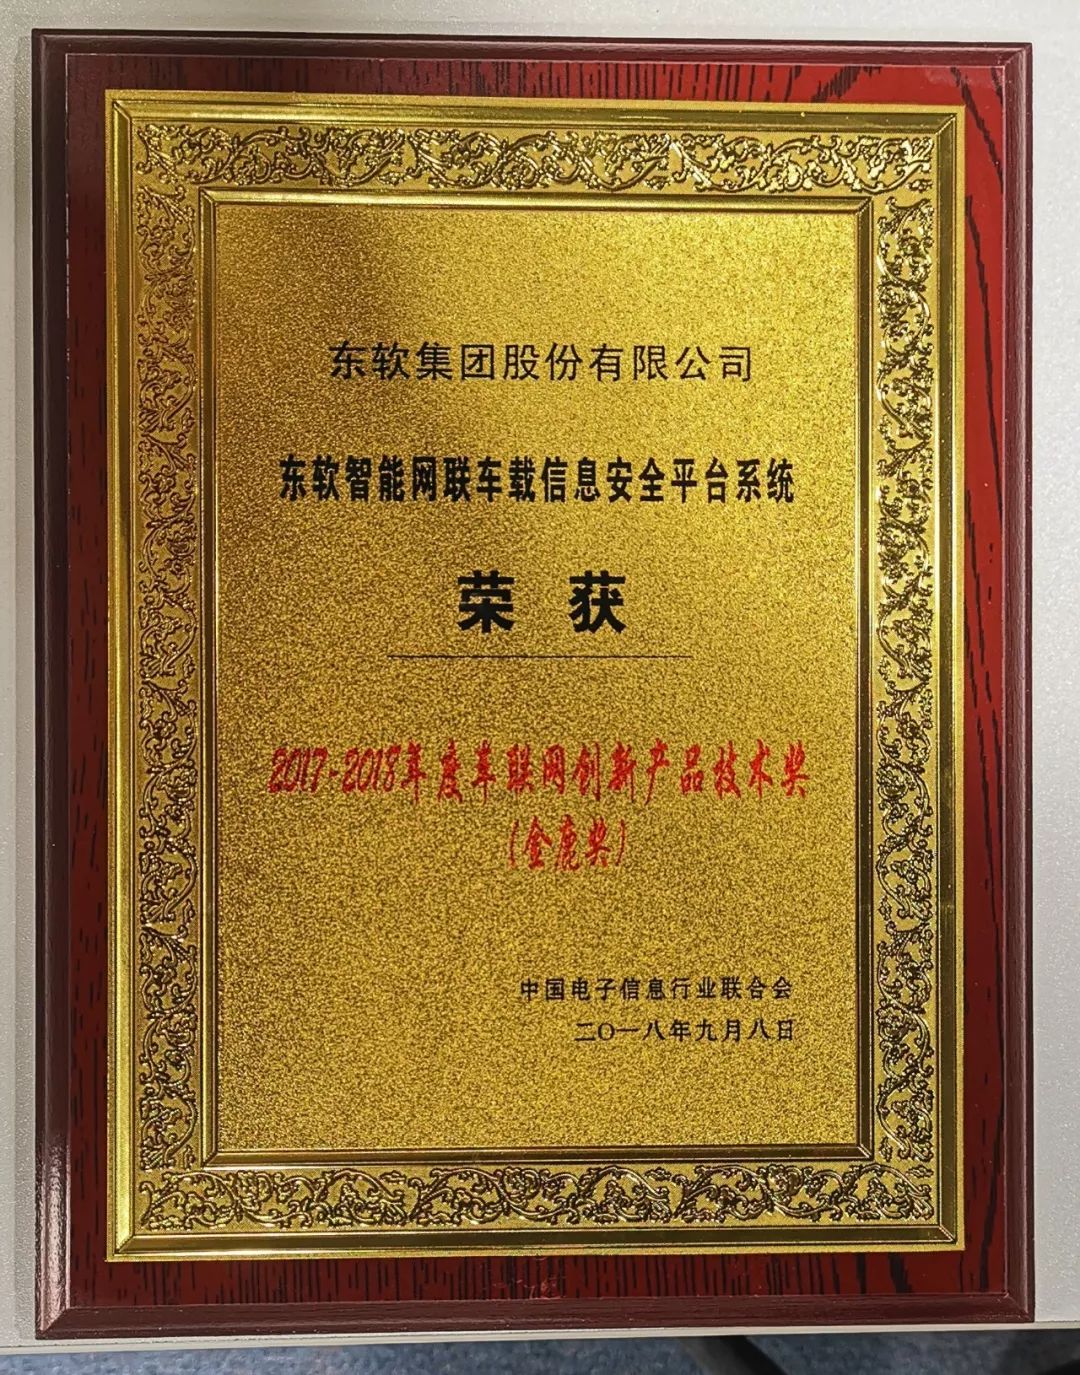 东软集团股份有限公司
东软智能网联车载信息安全平台系统
荣 获
2017-2018年度车联网创新产品技术奖
(金鹿奖)
中国电子信息行业联合会
二〇一八年九月八日